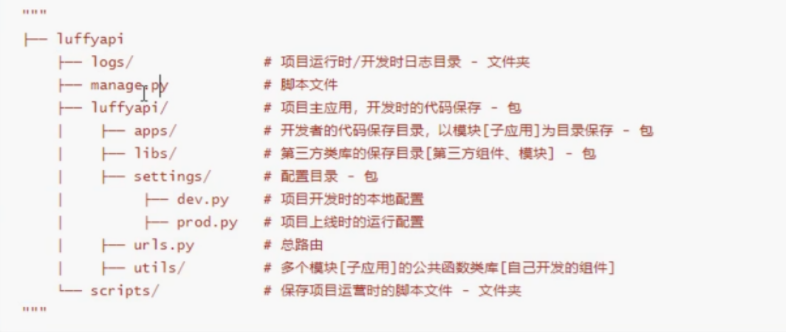 """
├── luffyapi
    ├── logs/                # 项目运行时/开发时日志目录 - 文件夹
    ├── manage.py            # 脚本文件
    ├── luffyapi/            # 项目主应用，开发时的代码保存 - 包
    |    ├── apps/           # 开发者的代码保存目录，以模块[子应用]为目录保存 - 包
    |    ├── libs/           # 第三方类库的保存目录[第三方组件、模块] - 包
    |    ├── settings/       # 配置目录 - 包
    |         ├── dev.py     # 项目开发时的本地配置
    |         ├── prod.py    # 项目上线时的运行配置
    |    ├── urls.py         # 总路由
    |    ├── utils/          # 多个模块[子应用]的公共函数类库[自己开发的组件]
    └── scripts/             # 保存项目运营时的脚本文件 - 文件夹
"""